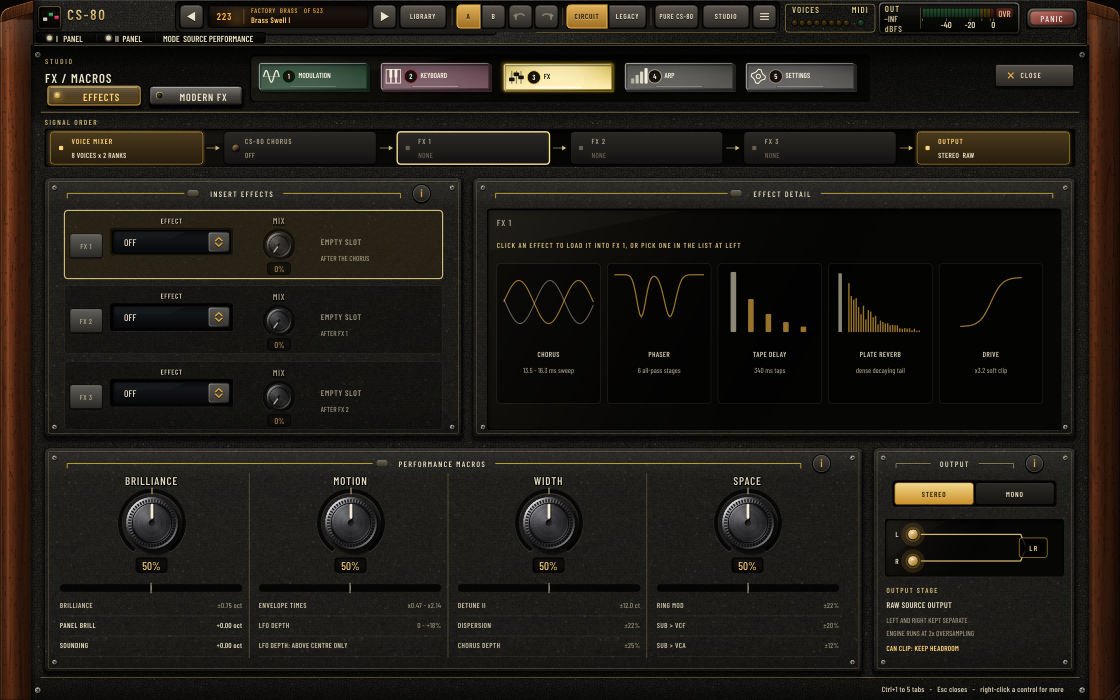 CS-80
223
FACTORY BRASS OF 523
Brass Swell I
LIBRARY
A
B
CIRCUIT
LEGACY
PURE CS-80
STUDIO
VOICES
MIDI
OUT
-INF
dBFS
-40
-20
0
OVR
PANIC
I PANEL
II PANEL
MODE SOURCE PERFORMANCE
STUDIO
FX / MACROS
EFFECTS
MODERN FX
1 MODULATION
2 KEYBOARD
3 FX
4 ARP
5 SETTINGS
CLOSE
SIGNAL ORDER
VOICE MIXER
8 VOICES x 2 RANKS
CS-80 CHORUS
OFF
FX 1
NONE
FX 2
NONE
FX 3
NONE
OUTPUT
STEREO RAW
INSERT EFFECTS
i
EFFECT
MIX
FX 1
OFF
0%
EMPTY SLOT
AFTER THE CHORUS
EFFECT
MIX
FX 2
OFF
0%
EMPTY SLOT
AFTER FX 1
EFFECT
MIX
FX 3
OFF
0%
EMPTY SLOT
AFTER FX 2
EFFECT DETAIL
FX 1
CLICK AN EFFECT TO LOAD IT INTO FX 1, OR PICK ONE IN THE LIST AT LEFT
CHORUS
13.5 - 16.3 ms sweep
PHASER
6 all-pass stages
TAPE DELAY
340 ms taps
PLATE REVERB
dense decaying tail
DRIVE
x3.2 soft clip
PERFORMANCE MACROS
i
BRILLIANCE
50%
BRILLIANCE ±0.75 oct
PANEL BRILL +0.00 oct
SOUNDING +0.00 oct
MOTION
50%
ENVELOPE TIMES x0.47 - x2.14
LFO DEPTH 0 - +18%
LFO DEPTH: ABOVE CENTRE ONLY
WIDTH
50%
DETUNE II ±12.0 ct
DISPERSION ±22%
CHORUS DEPTH ±25%
SPACE
50%
RING MOD ±22%
SUB > VCF ±20%
SUB > VCA ±12%
OUTPUT
i
STEREO
MONO
L
R
LR
OUTPUT STAGE
RAW SOURCE OUTPUT
LEFT AND RIGHT KEPT SEPARATE
ENGINE RUNS AT 2x OVERSAMPLING
CAN CLIP: KEEP HEADROOM
Ctrl+1 to 5 tabs - Esc closes - right-click a control for more